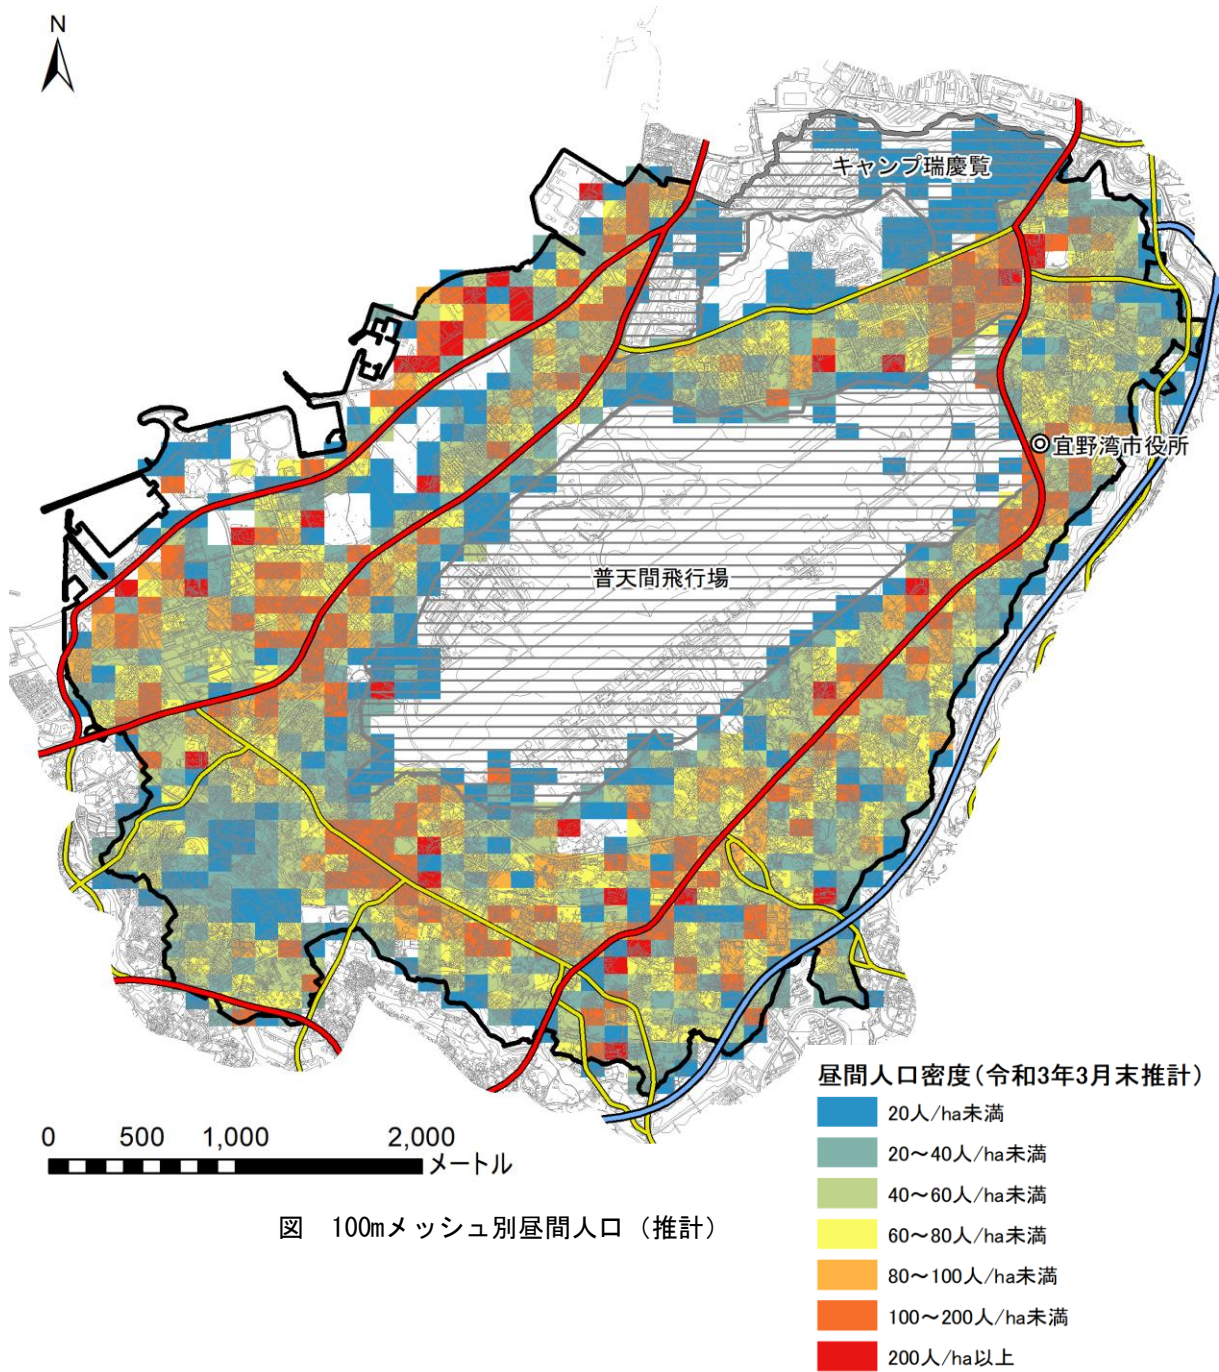 N
キャンプ瑞慶覧
宜野湾市役所
普天間飛行場
昼間人口密度(令和3年3月末推計)
20人/ha未満
20～40人/ha未満
40～60人/ha未満
60～80人/ha未満
80～100人/ha未満
100～200人/ha未満
200人/ha以上
0 500 1,000 2,000
メートル
図　100mメッシュ別昼間人口（推計）